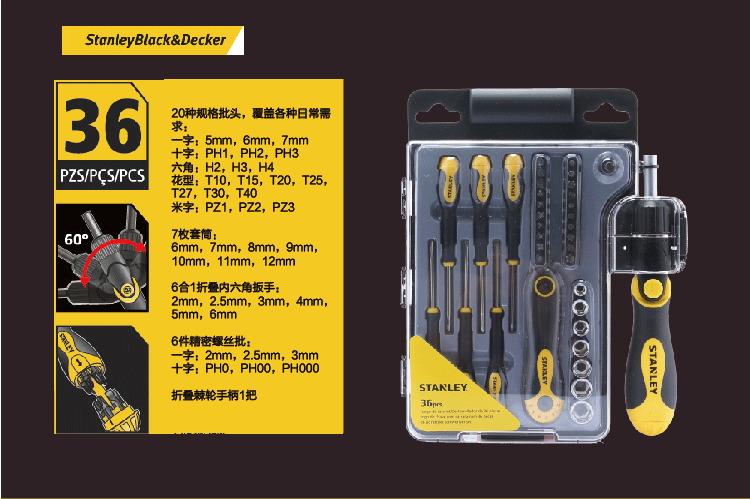 StanleyBlack&Decker
36
PZS/PÇS/PCS
60°
STANLEY
20种规格批头，覆盖各种日常需
求：
一字：5mm，6mm，7mm
十字：PH1，PH2，PH3
六角：H2，H3，H4
花型：T10，T15，T20，T25，
T27，T30，T40
米字：PZ1，PZ2，PZ3
7枚套筒：
6mm，7mm，8mm，9mm，
10mm，11mm，12mm
6合1折叠内六角扳手：
2mm，2.5mm，3mm，4mm，
5mm，6mm
6件精密螺丝批：
一字：2mm，2.5mm，3mm
十字：PH0，PH00，PH000
折叠棘轮手柄1把
STANLEY
STANLEY
STANLEY
STANLEY
STANLEY
36pcs
STANLEY